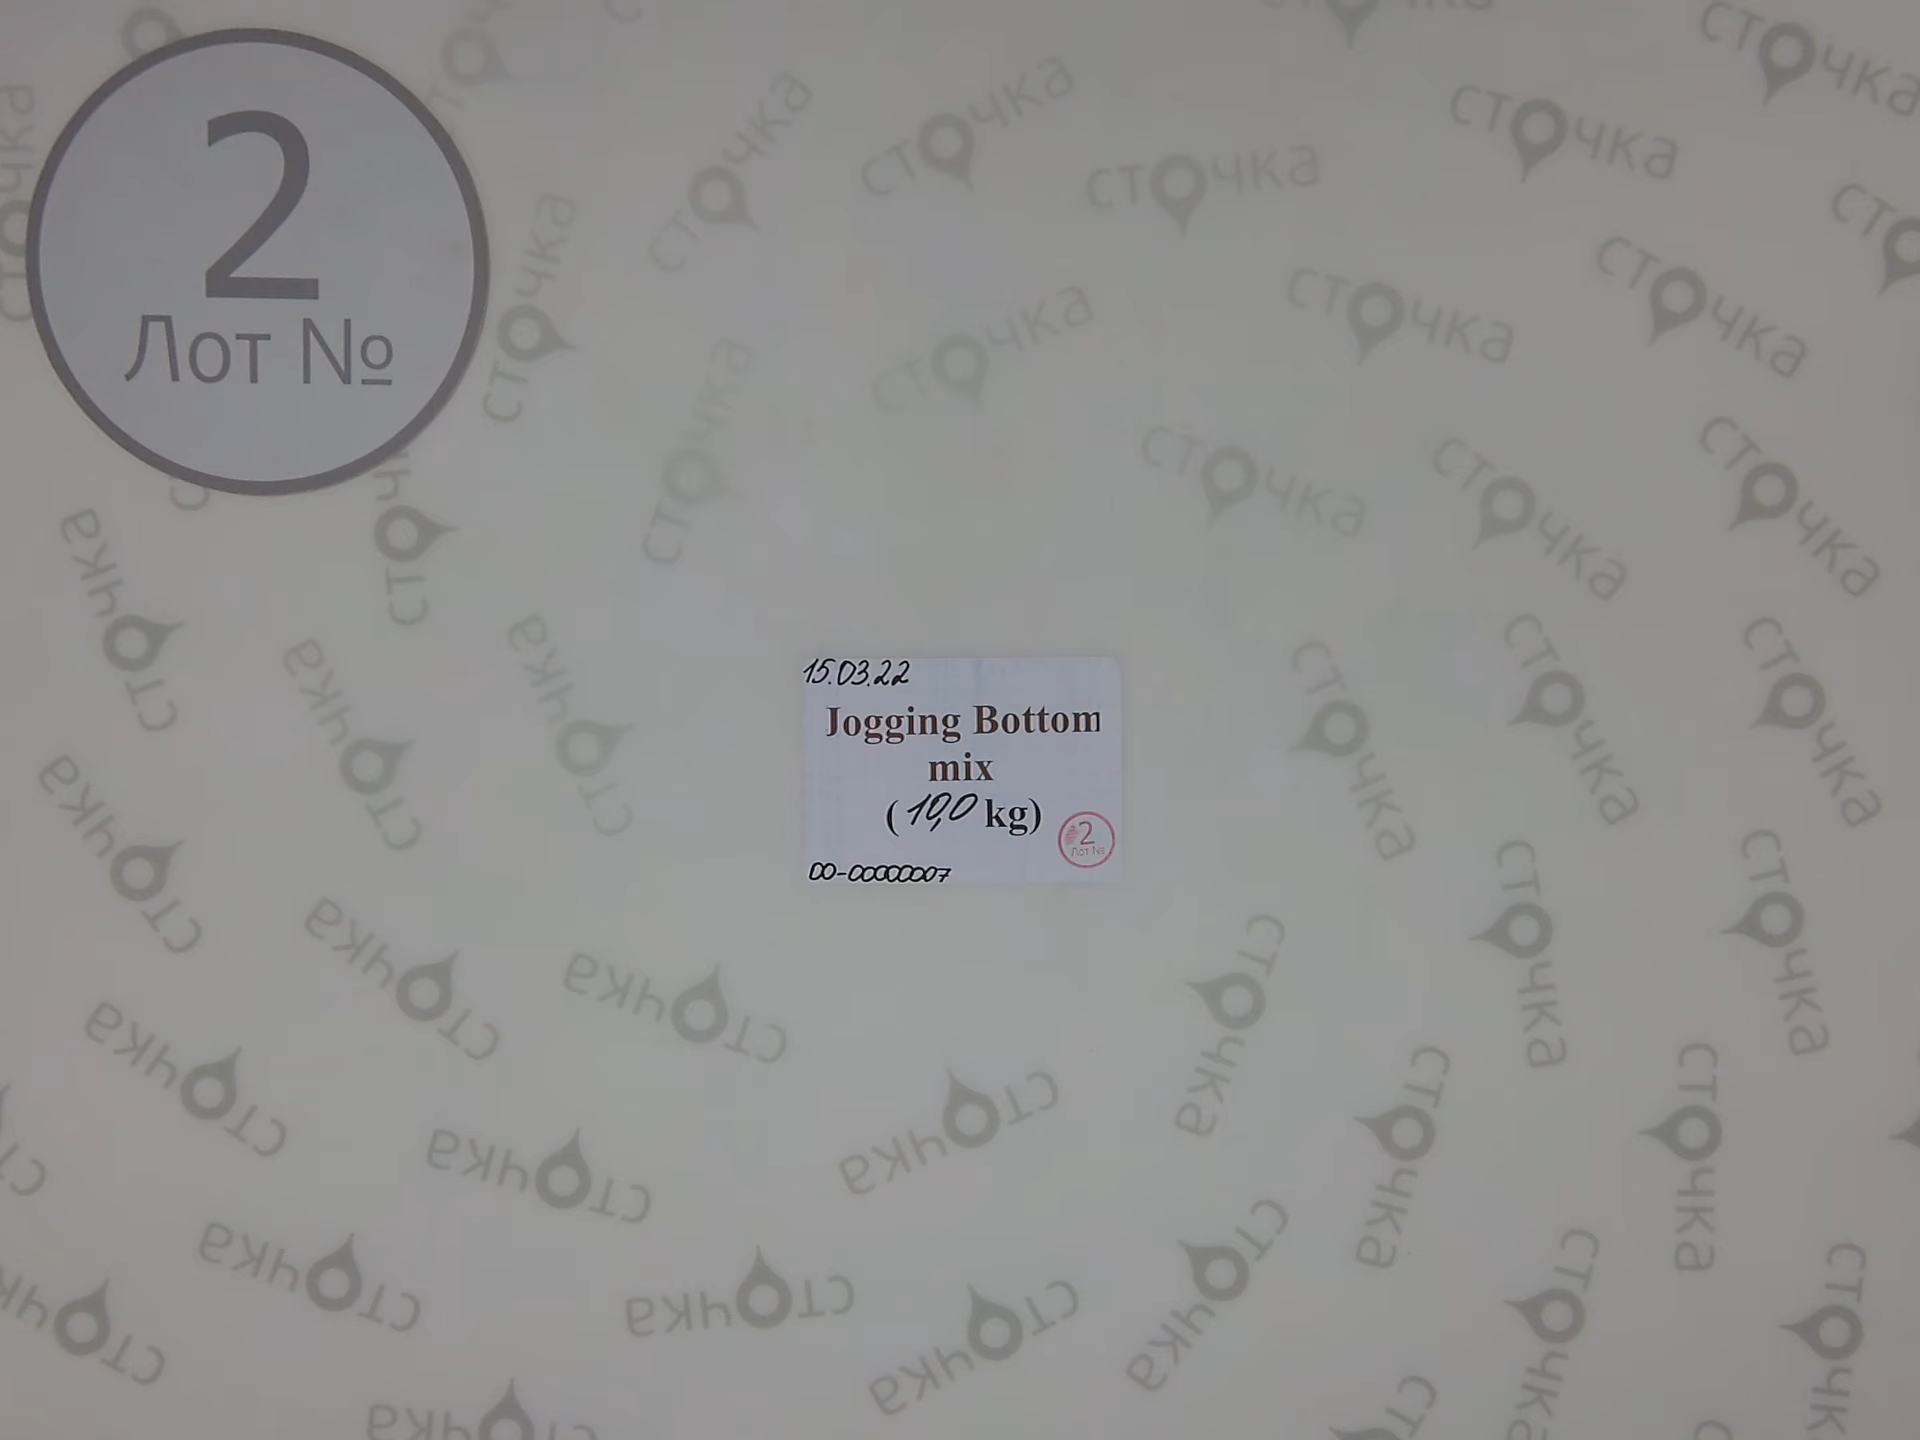 2
Лот №
15.03.22
Jogging Bottom
mix
(10,0 kg)
2
Лот №
00-00000007
сточка